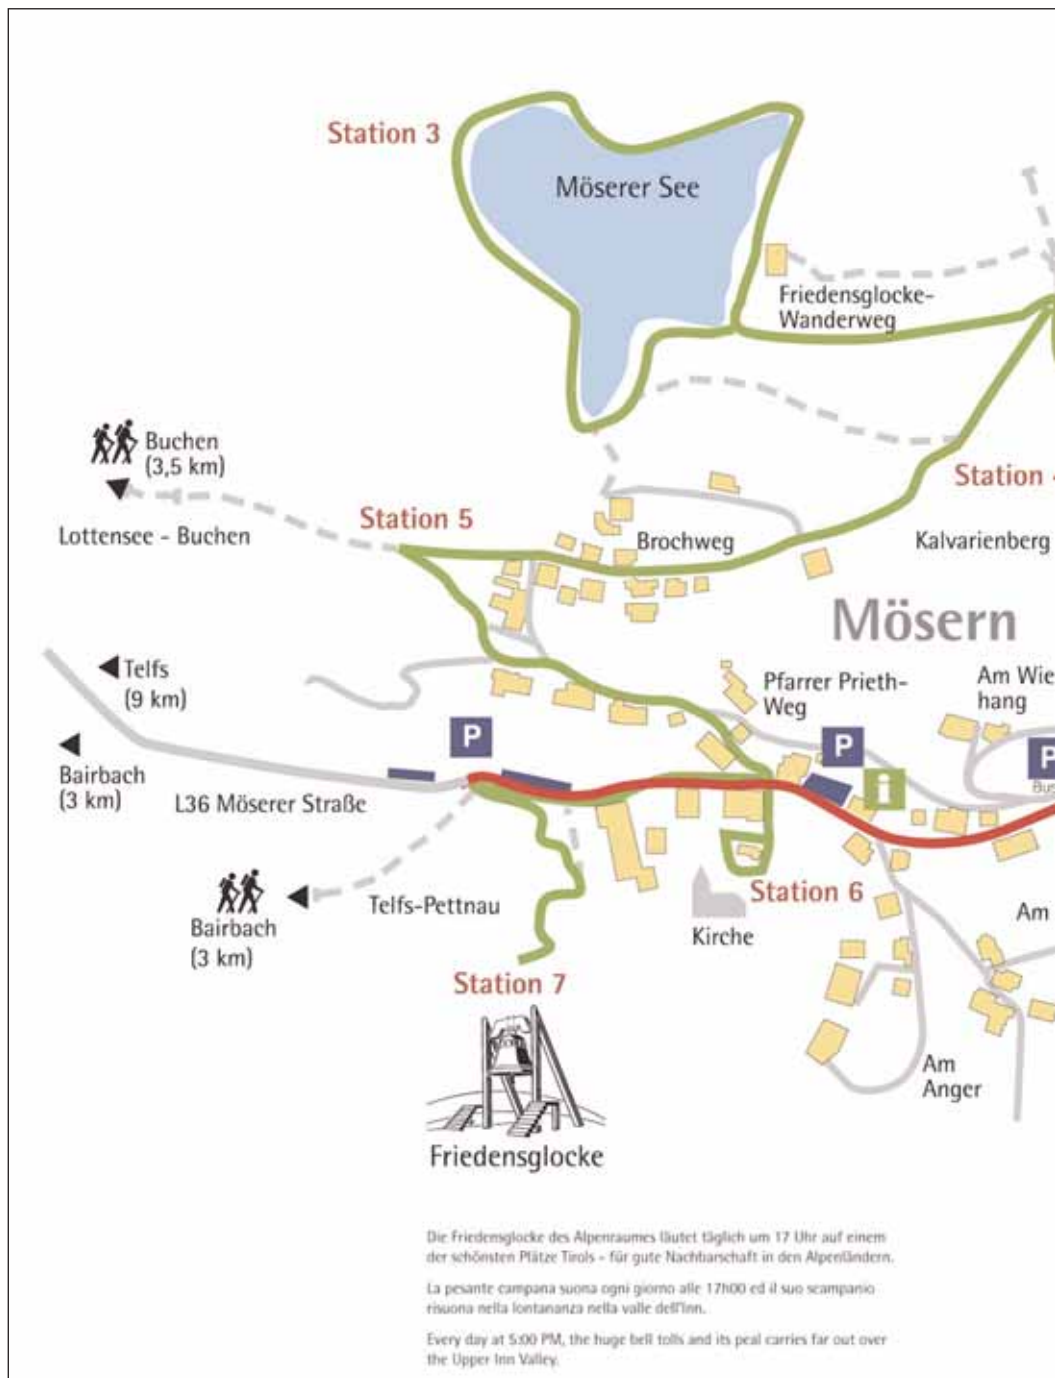 Station 3
Möserer See
Friedensglocke-
Wanderweg
Buchen
(3,5 km)
Lottensee - Buchen
Station 5
Station 4
Brochweg
Kalvarienberg
Mösern
Telfs
(9 km)
Pfarrer Prieth-
Weg
Am Wie
hang
P
P
P
Bus
i
Bairbach
(3 km)
L36 Möserer Straße
Bairbach
(3 km)
Telfs-Pettnau
Station 6
Kirche
Am
Station 7
Am
Anger
Friedensglocke
Die Friedensglocke des Alpenraumes läutet täglich um 17 Uhr auf einem
der schönsten Plätze Tirols - für gute Nachbarschaft in den Alpenländern.
La pesante campana suona ogni giorno alle 17h00 ed il suo scampanio
risuona nella lontananza nella valle dell'Inn.
Every day at 5:00 PM, the huge bell tolls and its peal carries far out over
the Upper Inn Valley.